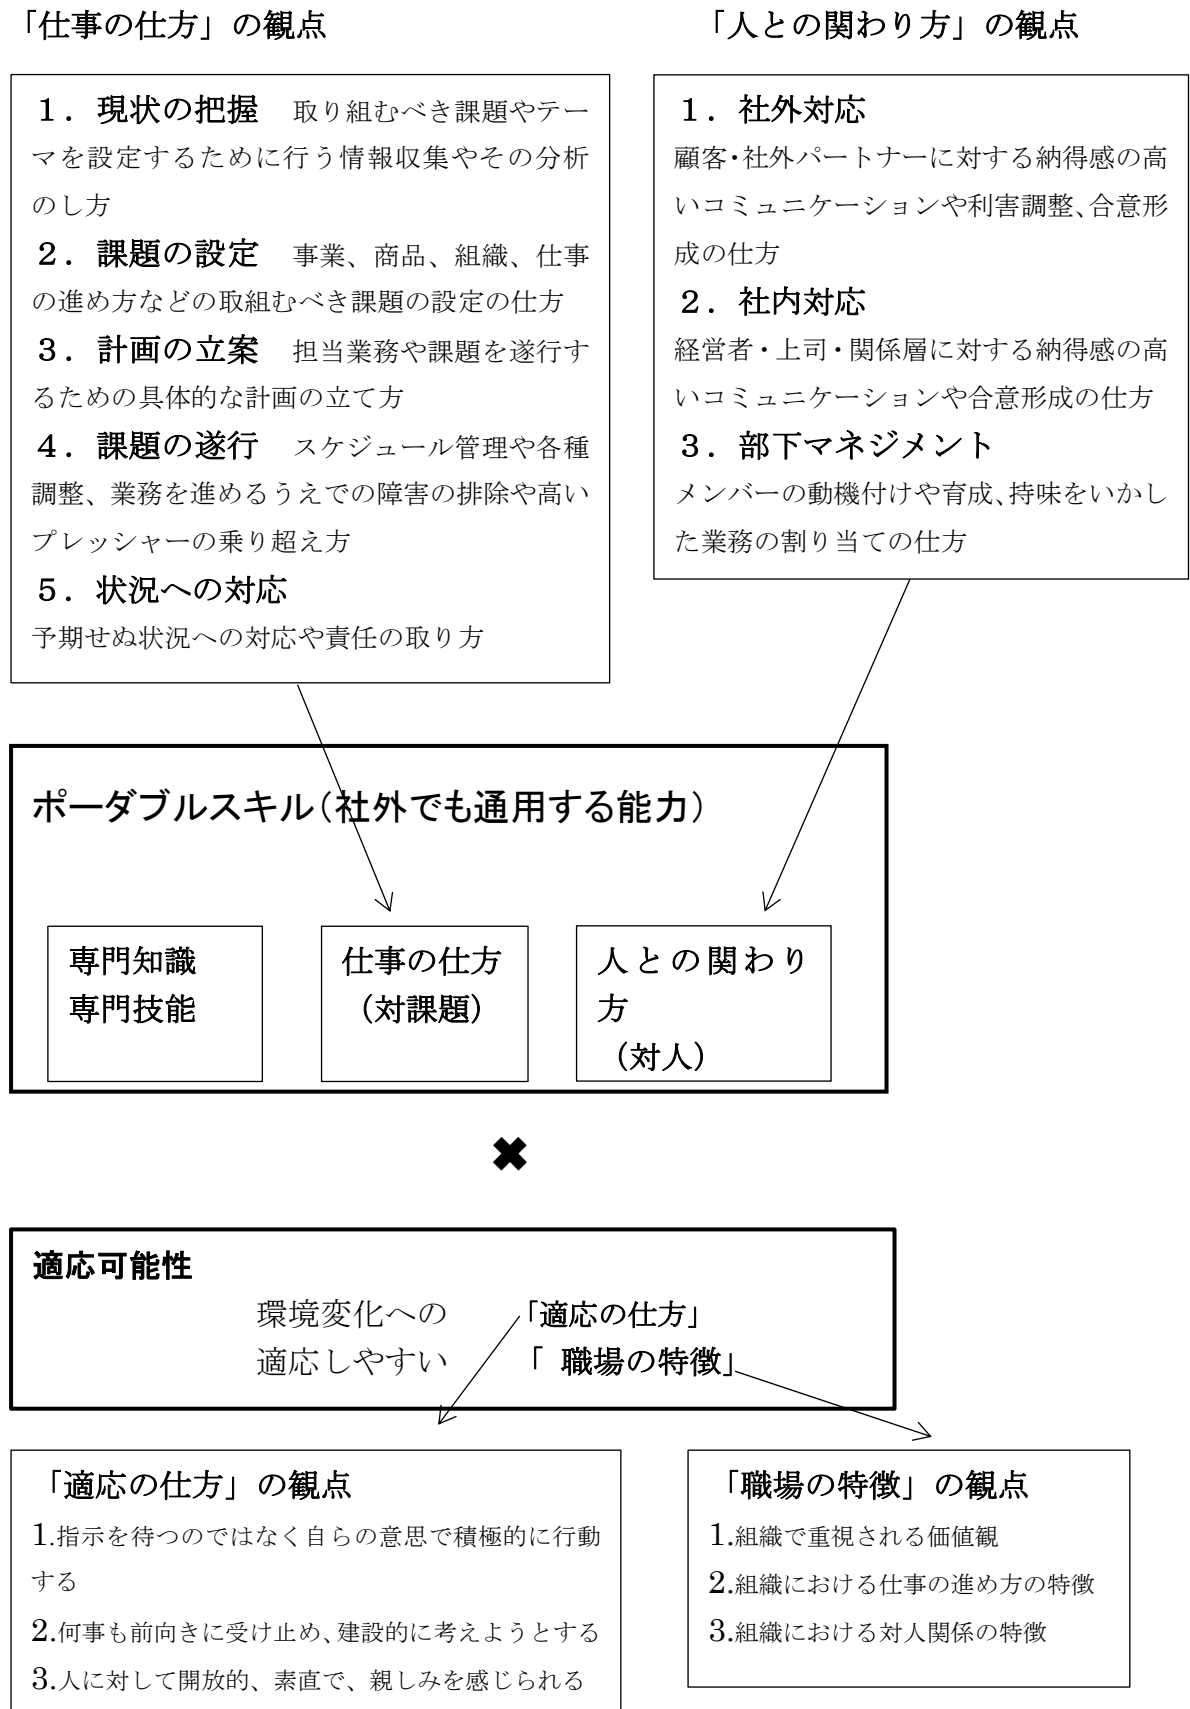 「仕事の仕方」の観点
１．現状の把握　取り組むべき課題やテー
マを設定するために行う情報収集やその分析
のし方
２．課題の設定　事業、商品、組織、仕事
の進め方などの取組むべき課題の設定の仕方
３．計画の立案　担当業務や課題を遂行す
るための具体的な計画の立て方
４．課題の遂行　スケジュール管理や各種
調整、業務を進めるうえでの障害の排除や高い
プレッシャーの乗り超え方
５．状況への対応
予期せぬ状況への対応や責任の取り方
「人との関わり方」の観点
１．社外対応
顧客・社外パートナーに対する納得感の高
いコミュニケーションや利害調整、合意形
成の仕方
２．社内対応
経営者・上司・関係層に対する納得感の高
いコミュニケーションや合意形成の仕方
３．部下マネジメント
メンバーの動機付けや育成、持味をいかし
た業務の割り当ての仕方
ポーダブルスキル（社外でも通用する能力）
専門知識
専門技能
仕事の仕方
（対課題）
人との関わり
方
（対人）
✖
適応可能性
環境変化への　「適応の仕方」
適応しやすい　「 職場の特徴」
「適応の仕方」の観点
1.指示を待つのではなく自らの意思で積極的に行動
する
2.何事も前向きに受け止め、建設的に考えようとする
3.人に対して開放的、素直で、親しみを感じられる
「職場の特徴」の観点
1.組織で重視される価値観
2.組織における仕事の進め方の特徴
3.組織における対人関係の特徴